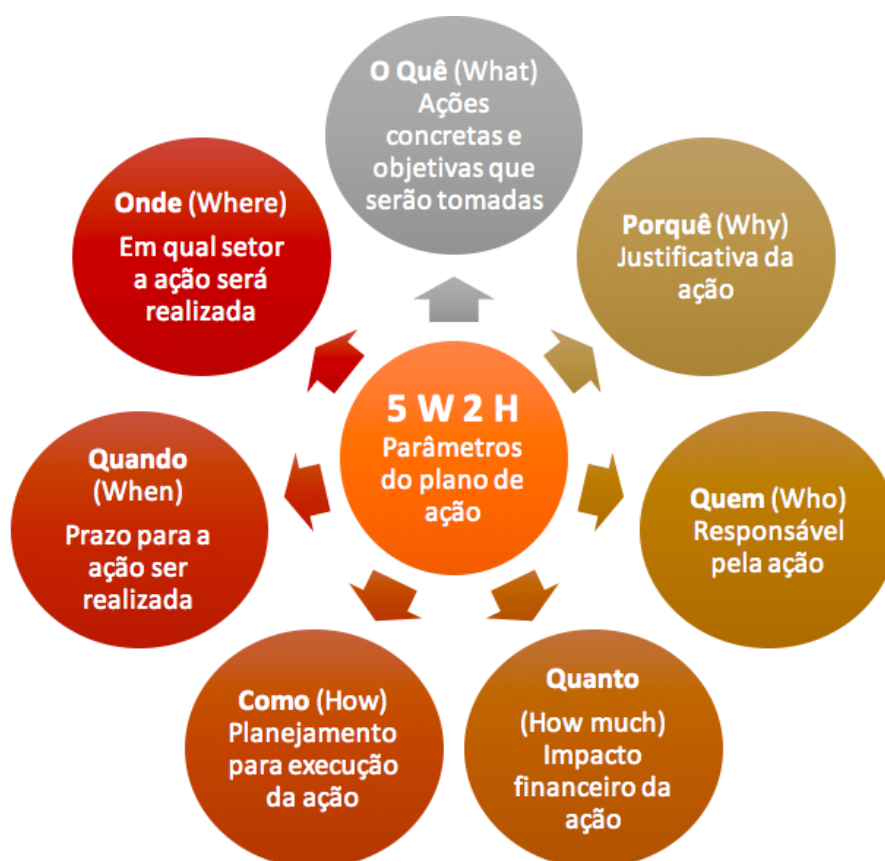 O Quê (What)
Ações
concretas e
objetivas que
serão tomadas
Porquê (Why)
Justificativa da
ação
Quem (Who)
Responsável
pela ação
Quanto
(How much)
Impacto
financeiro da
ação
Como (How)
Planejamento
para execução
da ação
Quando
(When)
Prazo para a
ação ser
realizada
Onde (Where)
Em qual setor
a ação será
realizada
5 W 2 H
Parâmetros
do plano de
ação